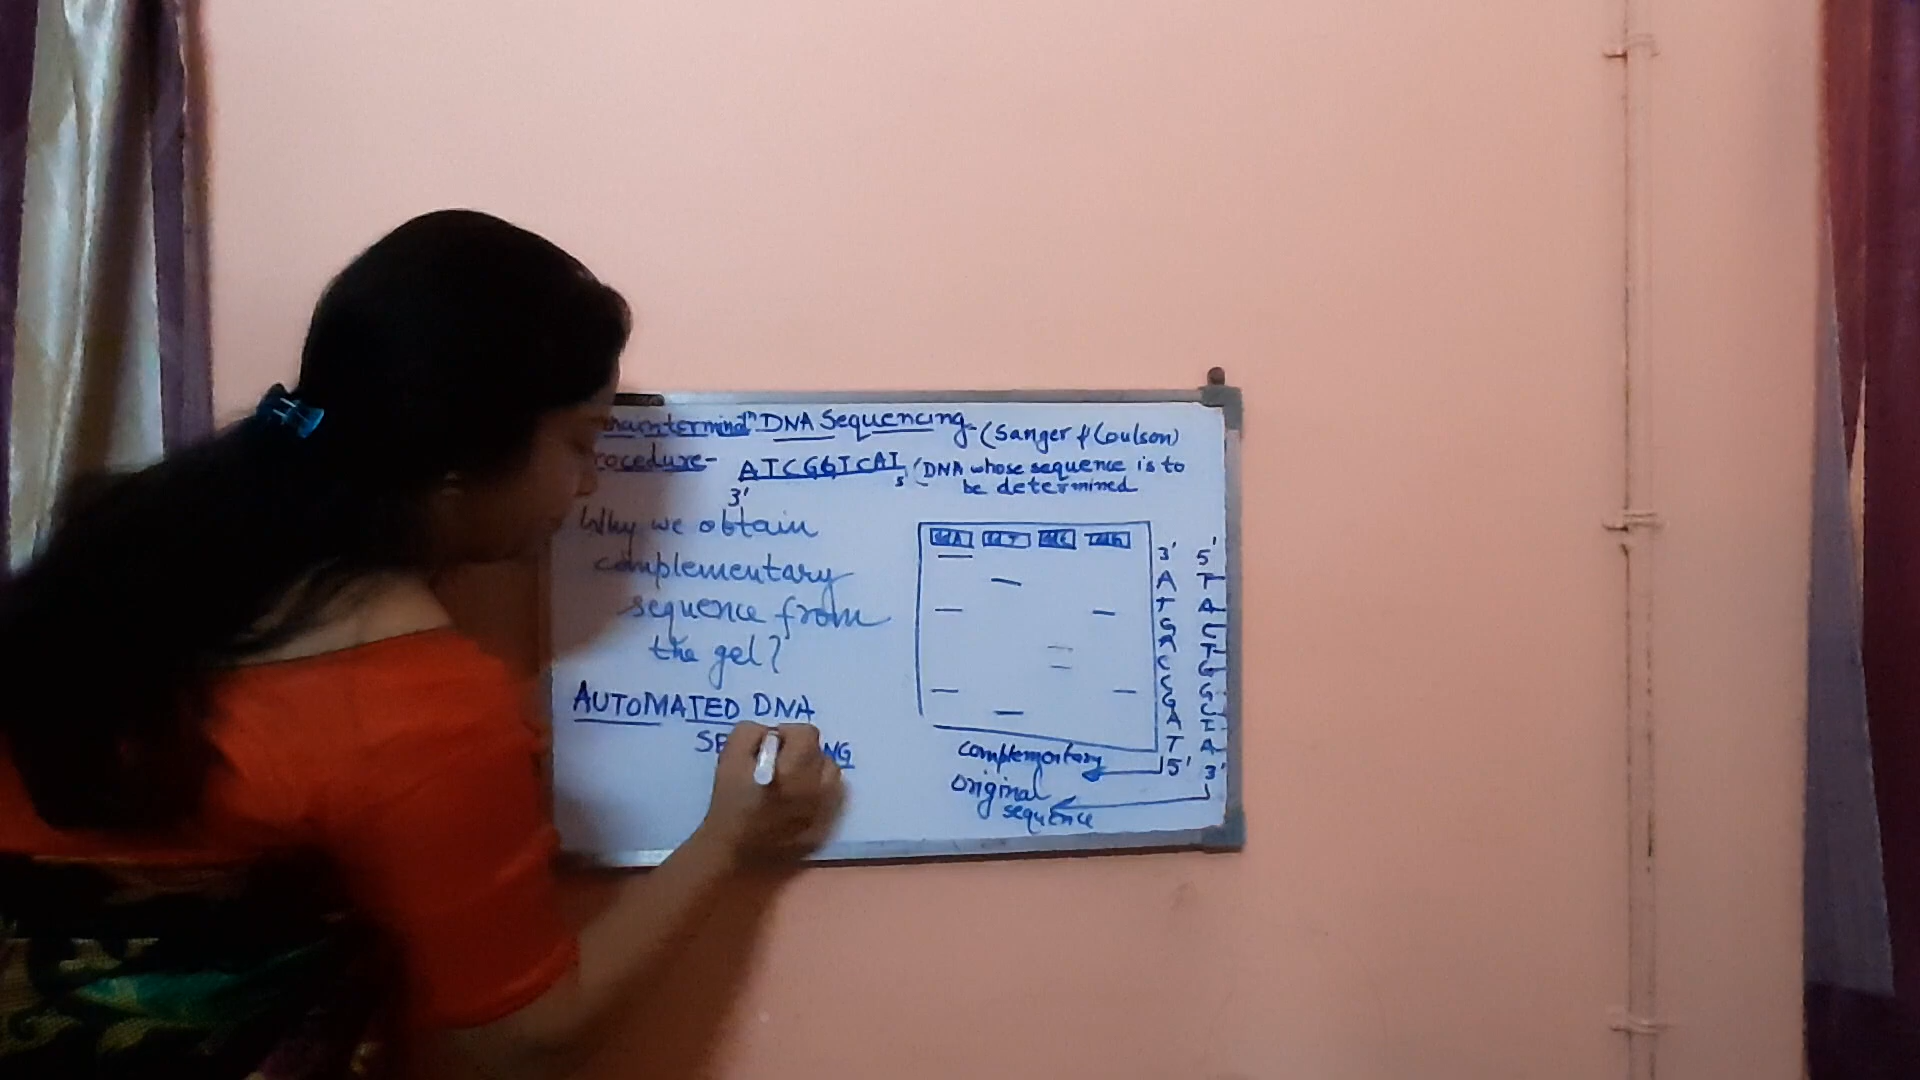 DNA Sequencing (Sanger & Coulson)
ATCGGTCAT (DNA whose sequence is to
3' 5' be determined
Why we obtain
complementary
sequence from
the gel?
AUTOMATED DNA
3' 5'
A T
T A
G C
A T
C G
C G
G C
A T
T A
5' 3'
complementary
original
sequence